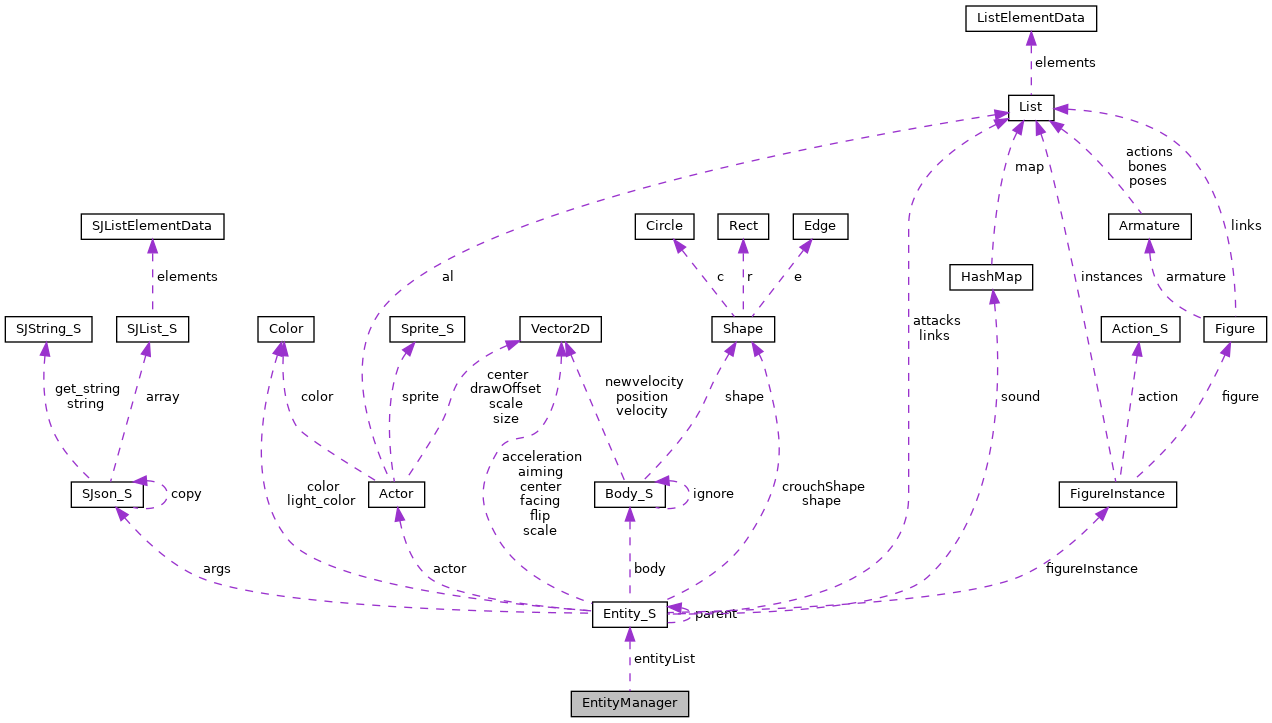 ListElementData
elements
List
actions
bones
poses
map
SJListElementData
Circle
Rect
Edge
Armature
links
elements
c
r
e
al
HashMap
instances
armature
SJString_S
SJList_S
Color
Sprite_S
Vector2D
Shape
attacks
links
Action_S
Figure
get_string
string
array
color
sprite
center
drawOffset
scale
size
newvelocity
position
velocity
shape
sound
action
figure
SJson_S
copy
color
light_color
Actor
acceleration
aiming
center
facing
flip
scale
Body_S
ignore
crouchShape
shape
FigureInstance
args
actor
body
figureInstance
Entity_S
parent
entityList
EntityManager